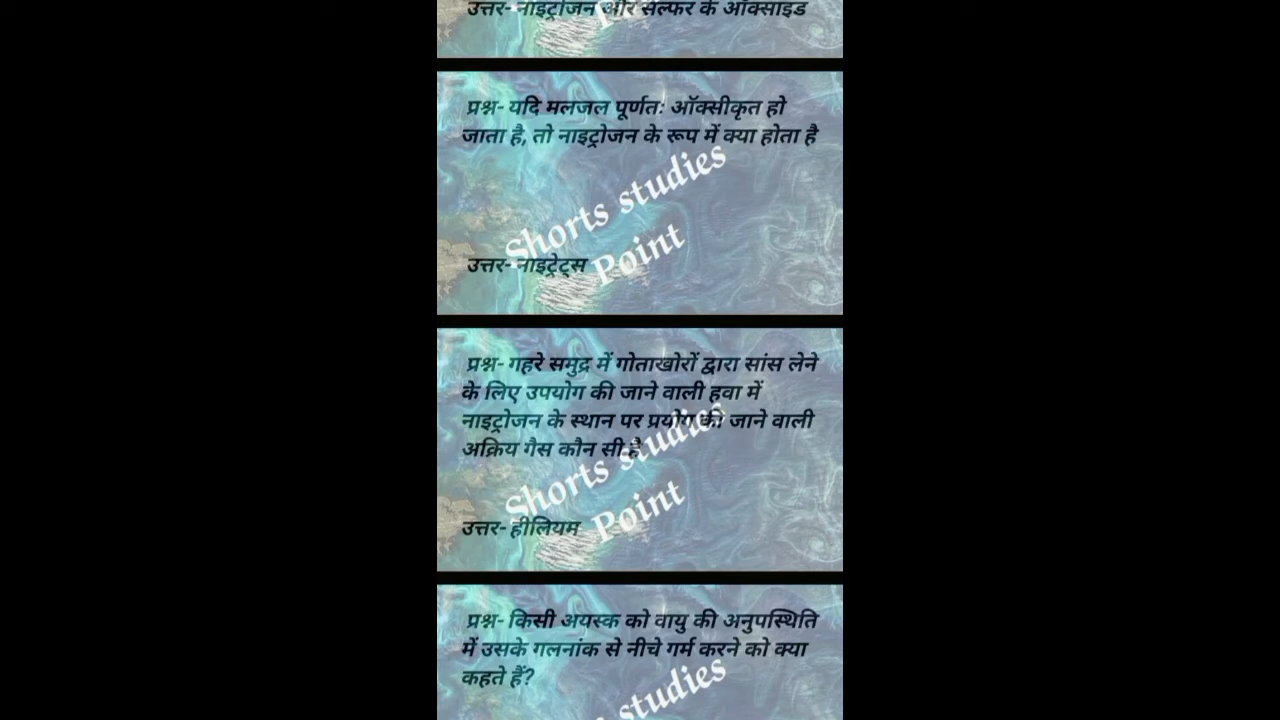 उत्तर- नाइट्रोजन और सल्फर के ऑक्साइड
प्रश्न- यदि मलजल पूर्णतः ऑक्सीकृत हो
जाता है, तो नाइट्रोजन के रूप में क्या होता है
Shorts studies
Point
उत्तर- नाइट्रेट्स
प्रश्न- गहरे समुद्र में गोताखोरों द्वारा सांस लेने
के लिए उपयोग की जाने वाली हवा में
नाइट्रोजन के स्थान पर प्रयोग की जाने वाली
अक्रिय गैस कौन सी है
Shorts studies
Point
उत्तर- हीलियम
प्रश्न- किसी अयस्क को वायु की अनुपस्थिति
में उसके गलनांक से नीचे गर्म करने को क्या
कहते हैं?
studies